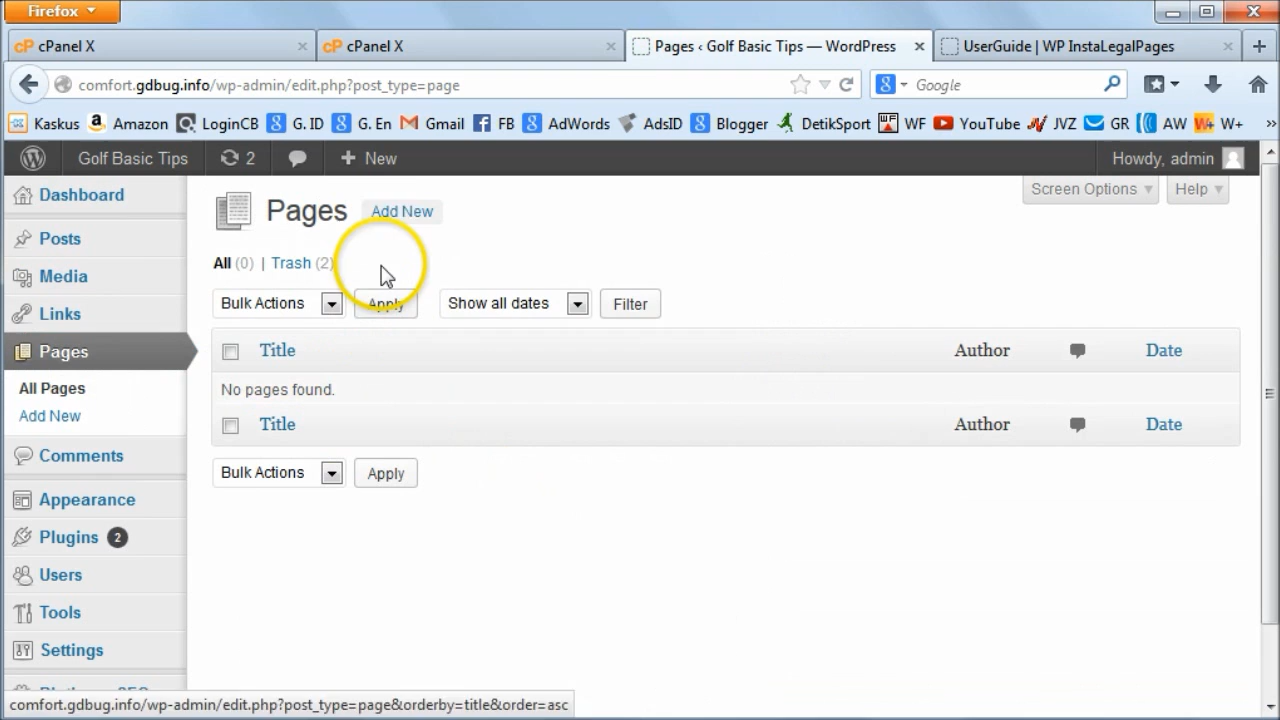 Firefox
cP cPanel X
cP cPanel X
Pages ‹ Golf Basic Tips — WordPress
UserGuide | WP InstaLegalPages
comfort.gdbug.info/wp-admin/edit.php?post_type=page
Google
Kaskus Amazon LoginCB G. ID G. En Gmail FB AdWords AdsID Blogger DetikSport WF YouTube JVZ GR AW W+
Golf Basic Tips 2 New Howdy, admin
Screen Options Help
Dashboard
Posts
Media
Links
Pages
All Pages
Add New
Comments
Appearance
Plugins 2
Users
Tools
Settings
Pages Add New
All (0) | Trash (2)
Bulk Actions Apply Show all dates Filter
Title Author Date
No pages found.
Title Author Date
Bulk Actions Apply
comfort.gdbug.info/wp-admin/edit.php?post_type=page&orderby=title&order=asc